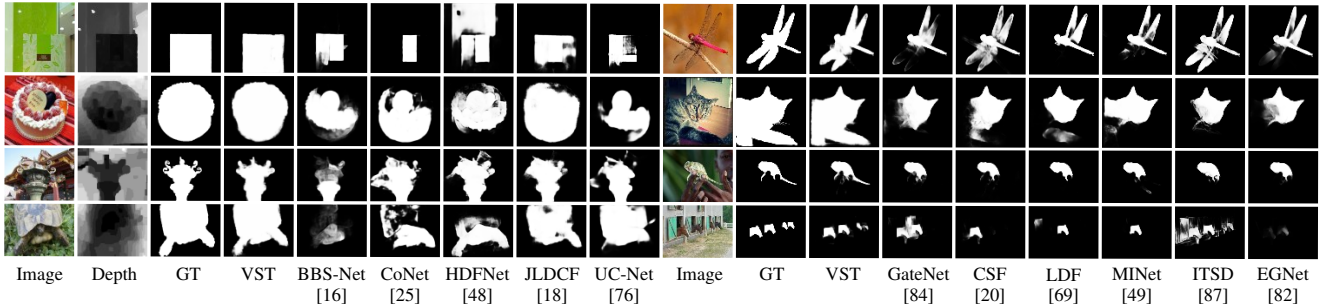 Image Depth GT VST BBS-Net CoNet HDFNet JLDCF UC-Net Image GT VST GateNet CSF LDF MINet ITSD EGNet
[16] [25] [48] [18] [76] [84] [20] [69] [49] [87] [82]